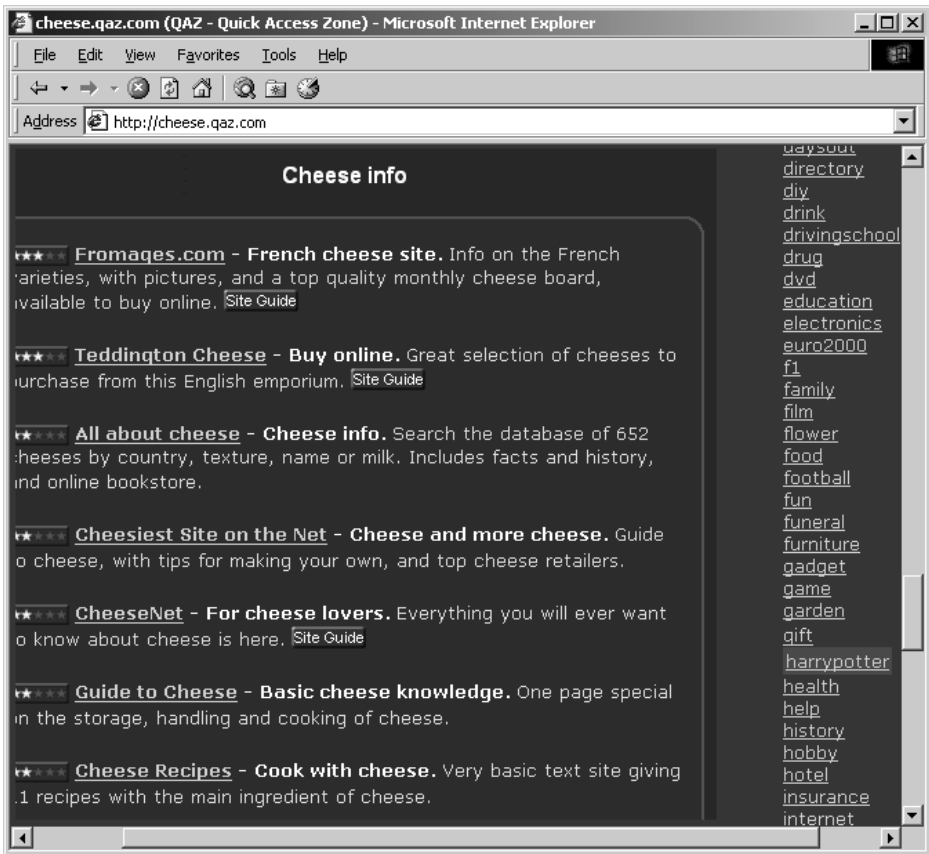 cheese.qaz.com (QAZ - Quick Access Zone) - Microsoft Internet Explorer
File Edit View Favorites Tools Help
Address http://cheese.qaz.com
Cheese info
Fromages.com - French cheese site. Info on the French
varieties, with pictures, and a top quality monthly cheese board,
available to buy online. Site Guide
Teddington Cheese - Buy online. Great selection of cheeses to
purchase from this English emporium. Site Guide
All about cheese - Cheese info. Search the database of 652
cheeses by country, texture, name or milk. Includes facts and history,
and online bookstore.
Cheesiest Site on the Net - Cheese and more cheese. Guide
to cheese, with tips for making your own, and top cheese retailers.
CheeseNet - For cheese lovers. Everything you will ever want
to know about cheese is here. Site Guide
Guide to Cheese - Basic cheese knowledge. One page special
on the storage, handling and cooking of cheese.
Cheese Recipes - Cook with cheese. Very basic text site giving
recipes with the main ingredient of cheese.
daysout
directory
diy
drink
drivingschool
drug
dvd
education
electronics
euro2000
f1
family
film
flower
food
football
fun
funeral
furniture
gadget
game
garden
gift
harrypotter
health
help
history
hobby
hotel
insurance
internet